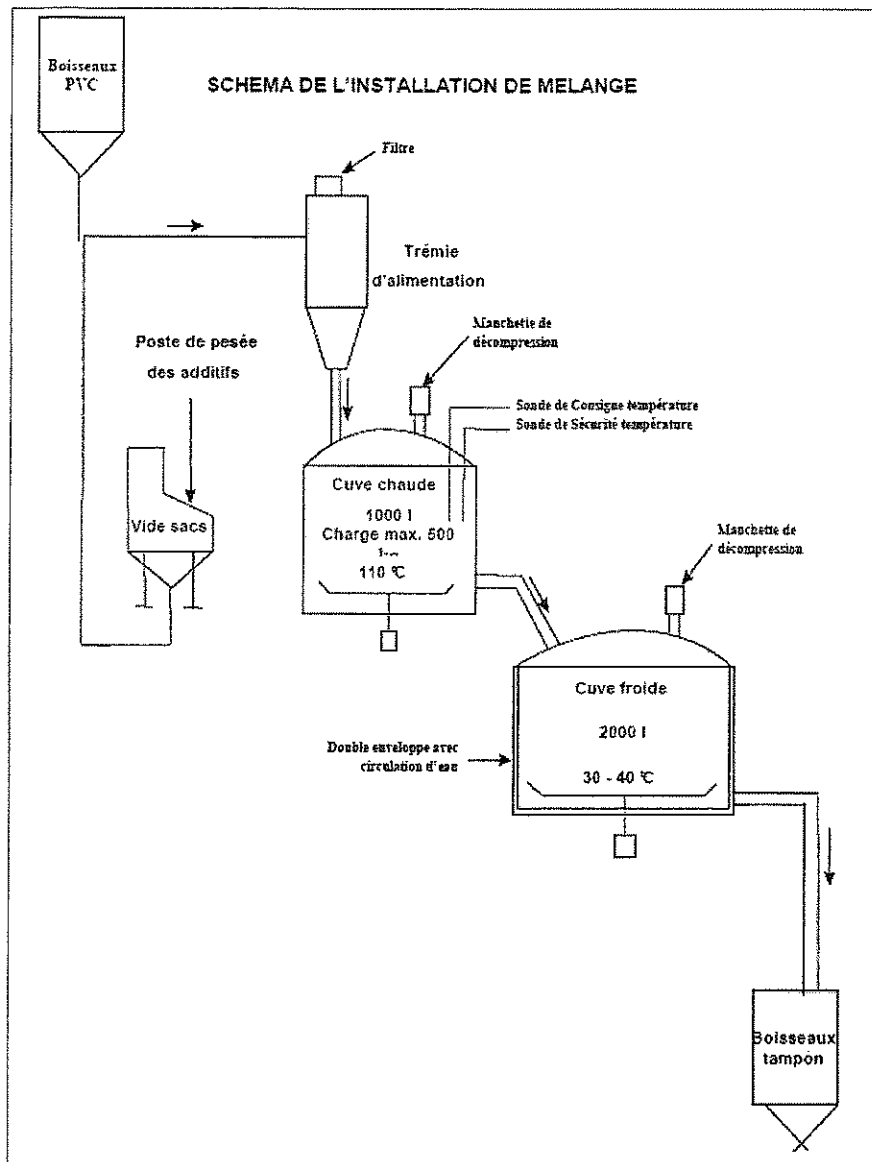 Boisseaux
PVC
SCHEMA DE L'INSTALLATION DE MELANGE
Filtre
Trémie
d'alimentation
Manchette de
décompression
Poste de pesée
des additifs
Sonde de Consigne température
Sonde de Sécurité température
Cuve chaude
1000 l
Charge max. 500
110 °C
Vide sacs
Manchette de
décompression
Cuve froide
2000 l
Double enveloppe avec
circulation d'eau
30 - 40 °C
Boisseaux
tampon